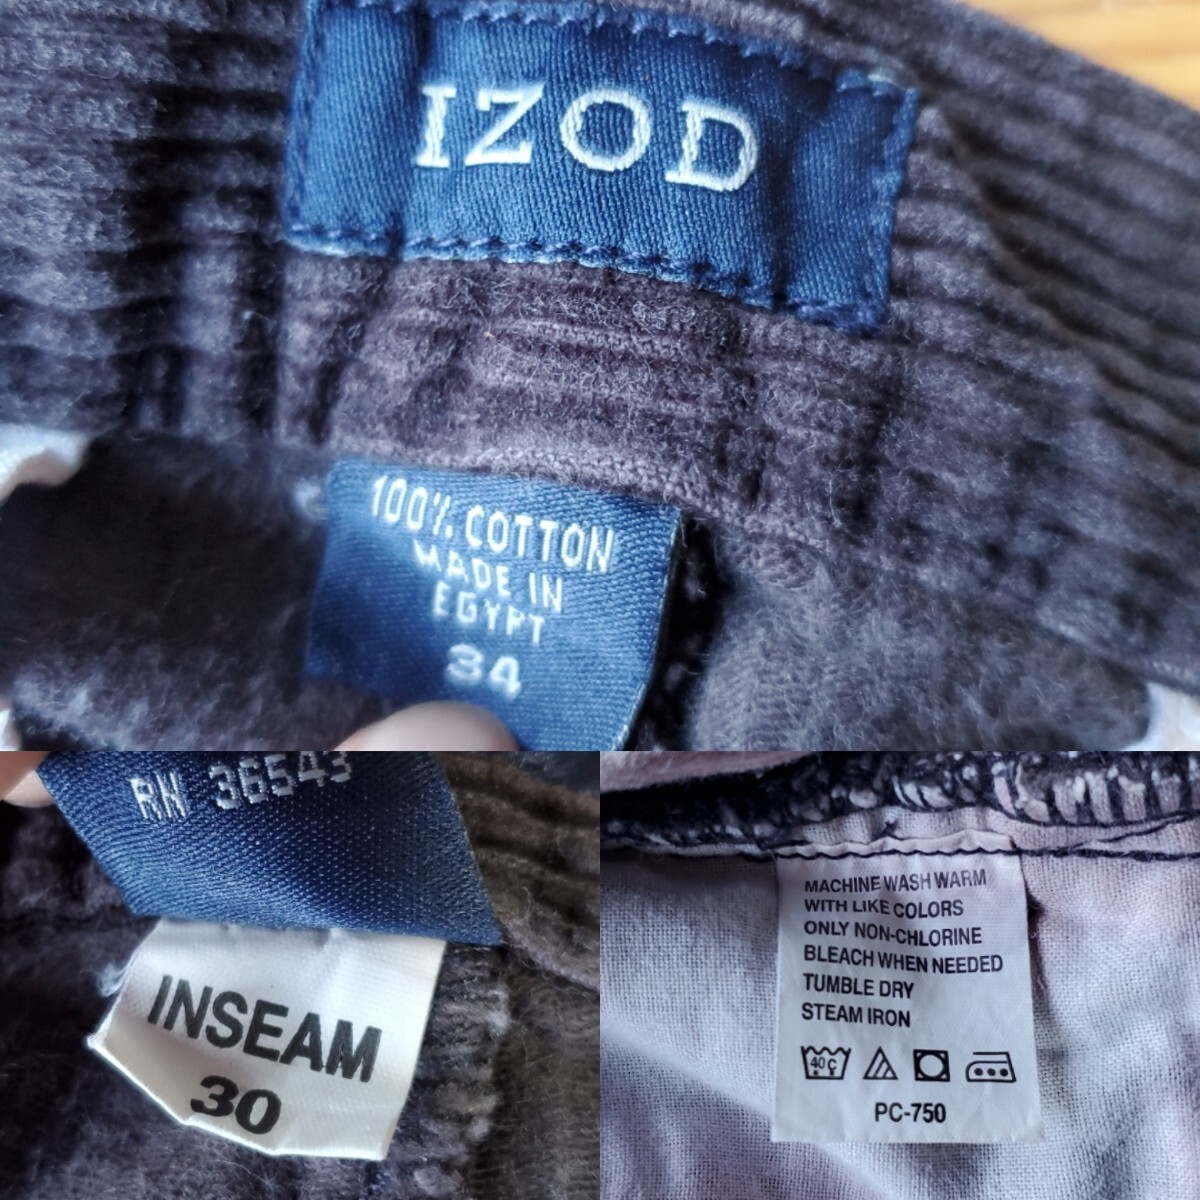 IZOD
100% COTTON
MADE IN
EGYPT
34
RN 36543
INSEAM
30
MACHINE WASH WARM
WITH LIKE COLORS
ONLY NON-CHLORINE
BLEACH WHEN NEEDED
TUMBLE DRY
STEAM IRON
40C
PC-750